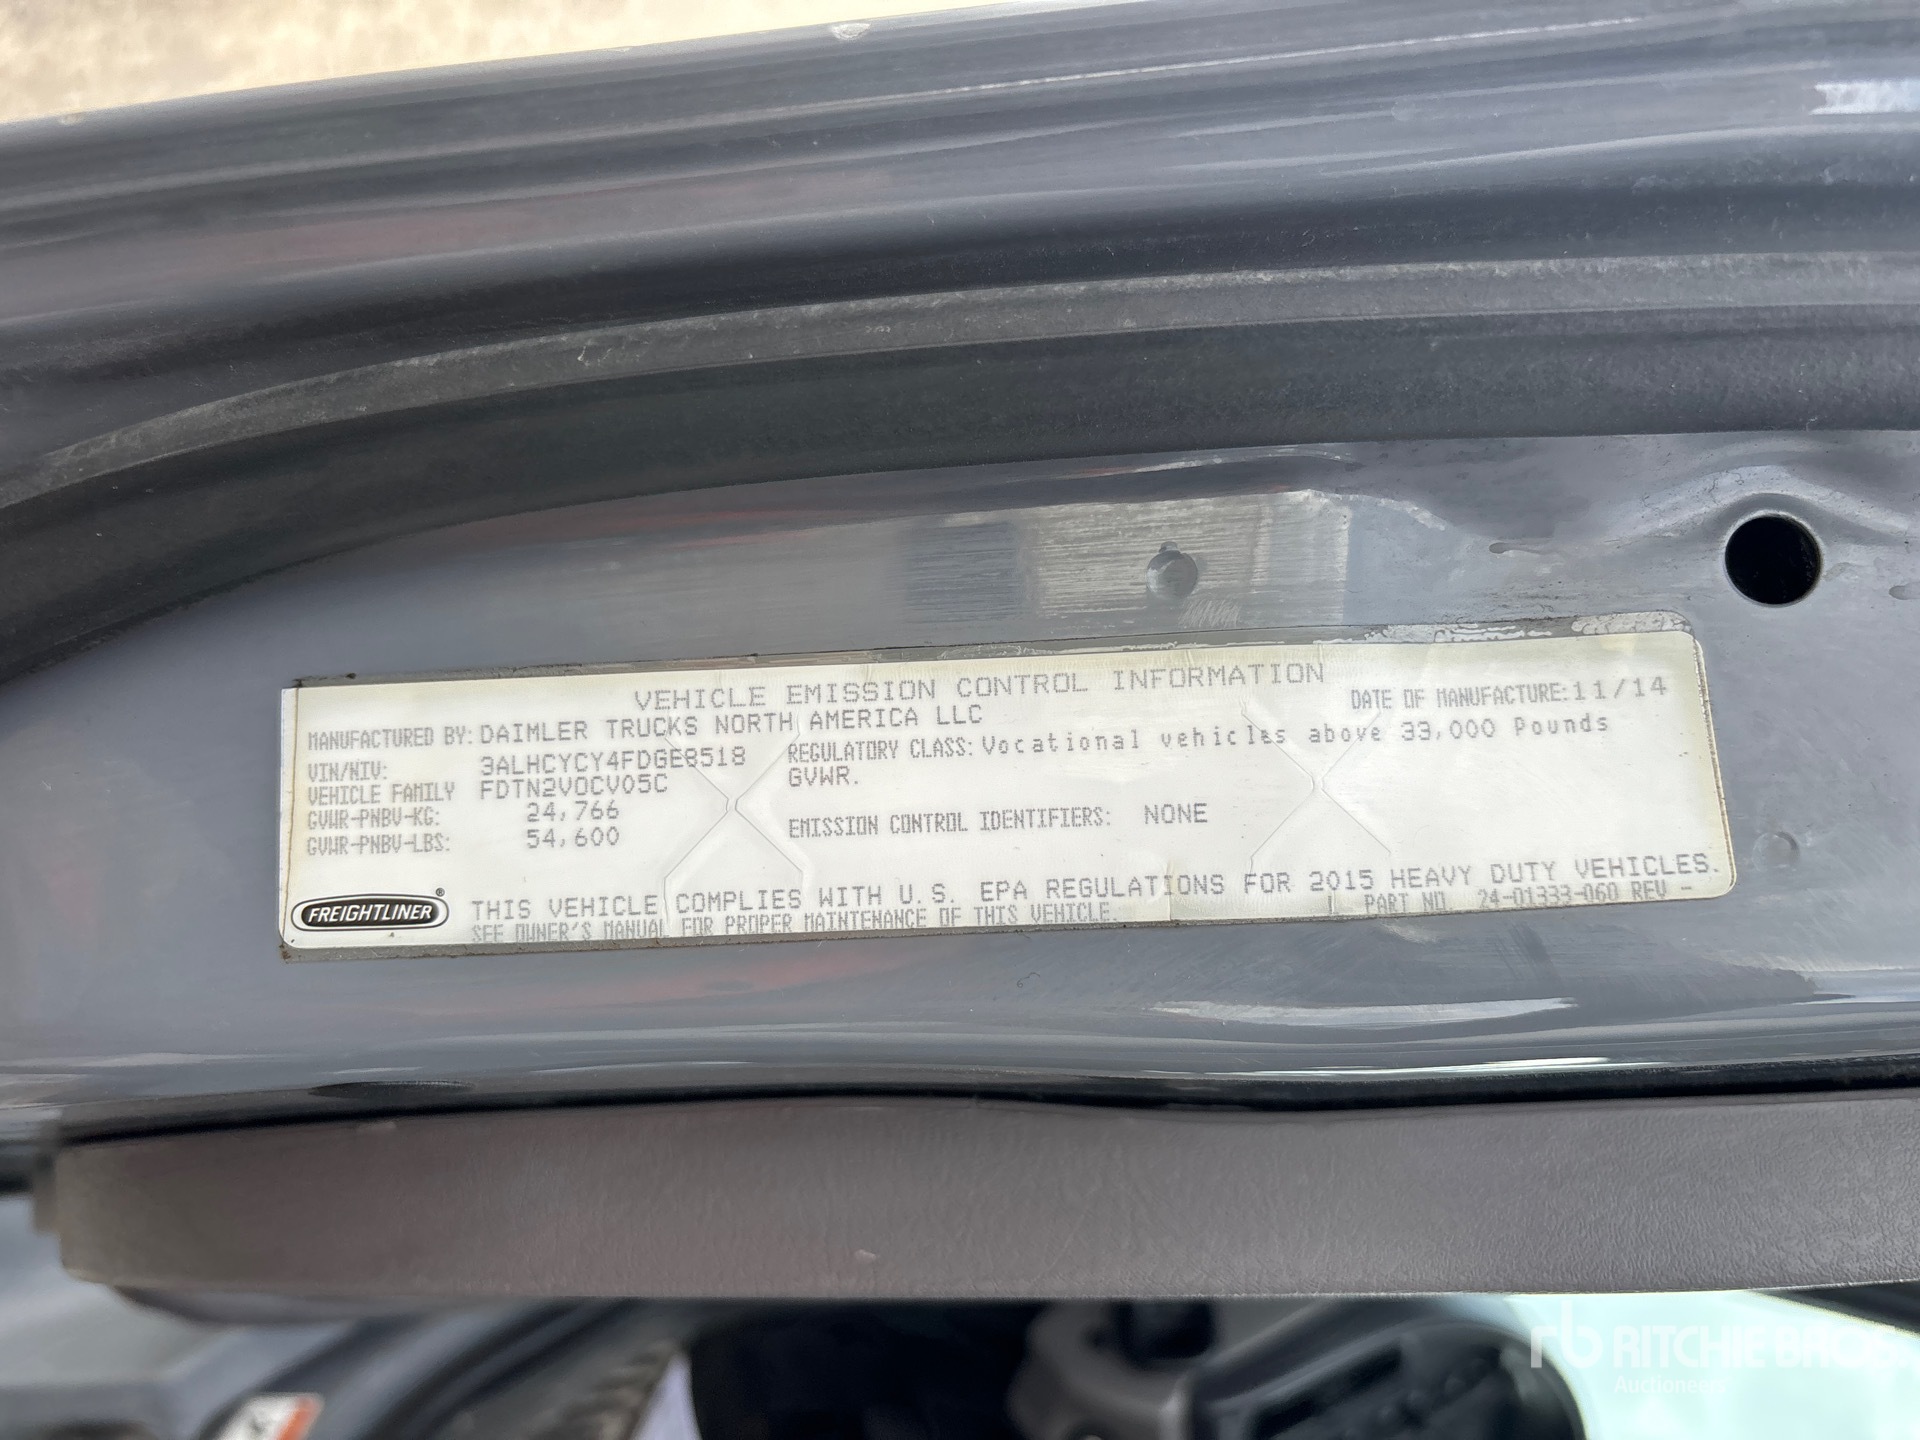 VEHICLE EMISSION CONTROL INFORMATION
MANUFACTURED BY: DAIMLER TRUCKS NORTH AMERICA LLC
DATE OF MANUFACTURE: 11/14
VIN/NIV: 3ALHCYCY4FDGE8518
REGULATORY CLASS: Vocational vehicles above 33,000 Pounds
GVWR.
VEHICLE FAMILY FDTN2VOCV05C
GVWR-PNBV-KG: 24,766
GVWR-PNBV-LBS: 54,600
EMISSION CONTROL IDENTIFIERS: NONE
FREIGHTLINER®
THIS VEHICLE COMPLIES WITH U.S. EPA REGULATIONS FOR 2015 HEAVY DUTY VEHICLES.
SEE OWNER'S MANUAL FOR PROPER MAINTENANCE OF THIS VEHICLE.
PART NO. 24-01333-060 REV -
rb RITCHIE BROS
Auctioneers